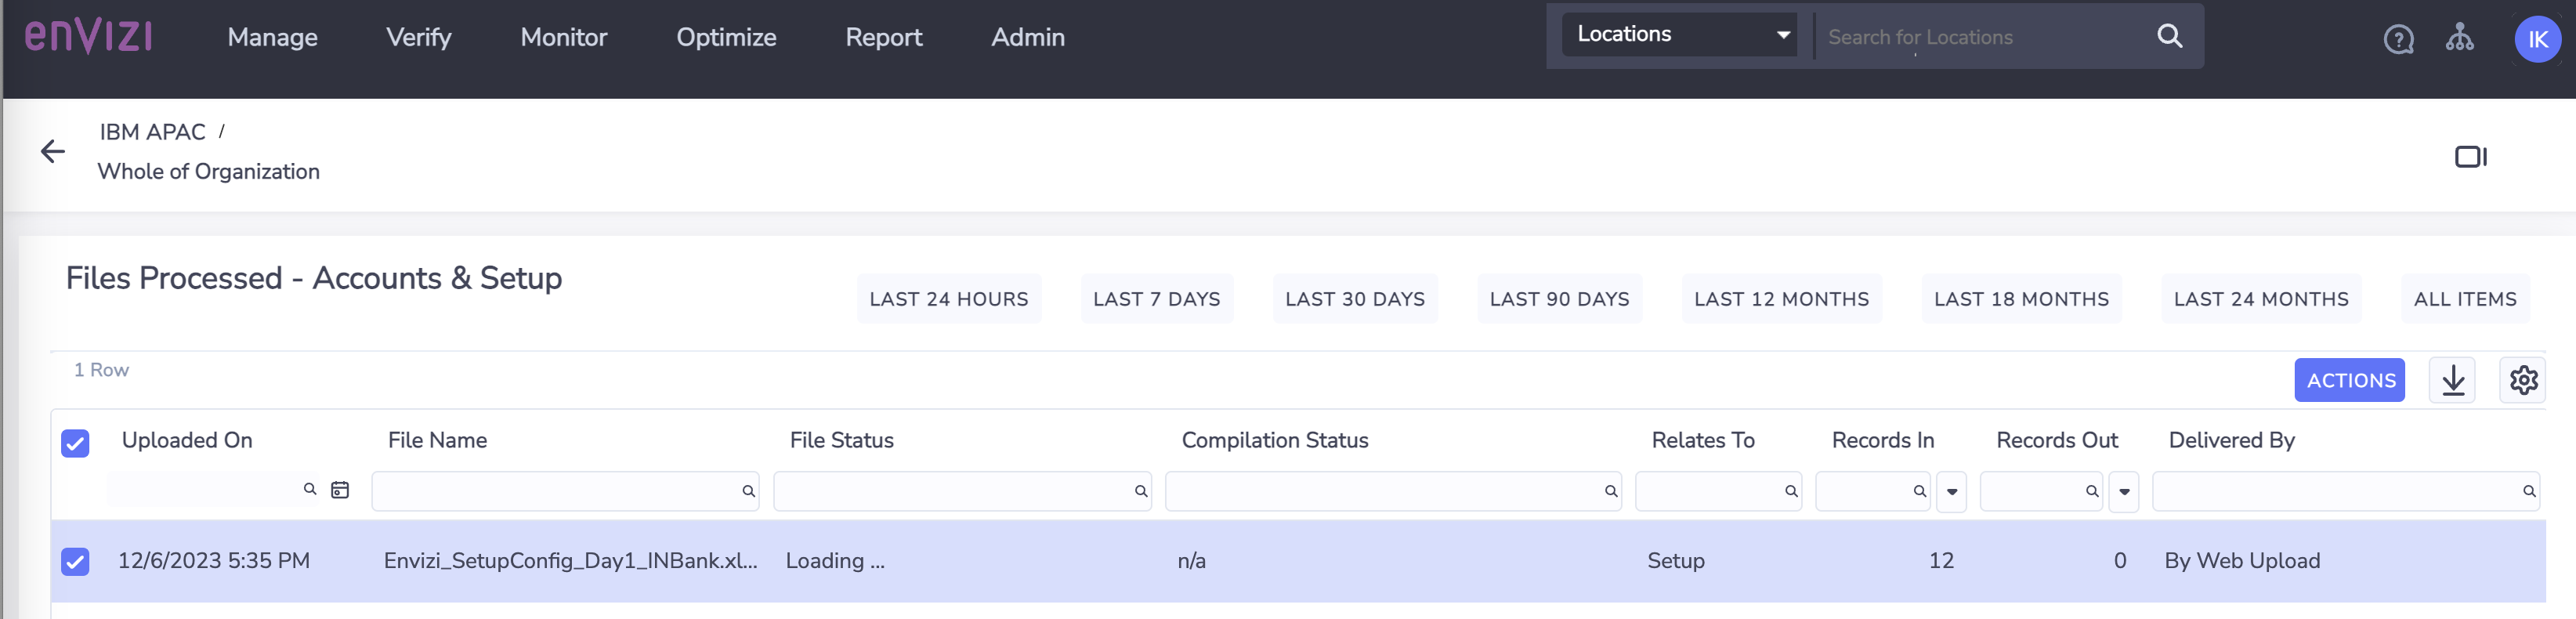 enVizi
Manage Verify Monitor Optimize Report Admin Locations Search for Locations IK
IBM APAC /
Whole of Organization
Files Processed - Accounts & Setup
LAST 24 HOURS LAST 7 DAYS LAST 30 DAYS LAST 90 DAYS LAST 12 MONTHS LAST 18 MONTHS LAST 24 MONTHS ALL ITEMS
1 Row
ACTIONS
Uploaded On File Name File Status Compilation Status Relates To Records In Records Out Delivered By
12/6/2023 5:35 PM Envizi_SetupConfig_Day1_INBank.xl... Loading ... n/a Setup 12 0 By Web Upload